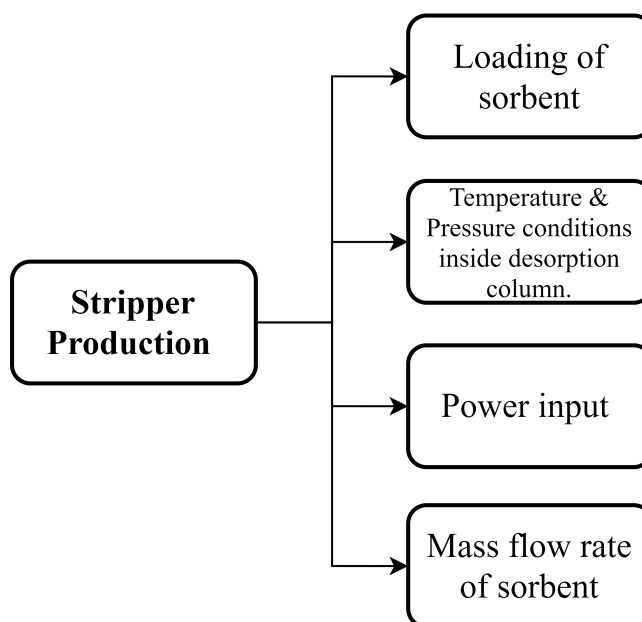 Loading of
sorbent
Temperature &
Pressure conditions
inside desorption
column.
Stripper
Production
Power input
Mass flow rate
of sorbent